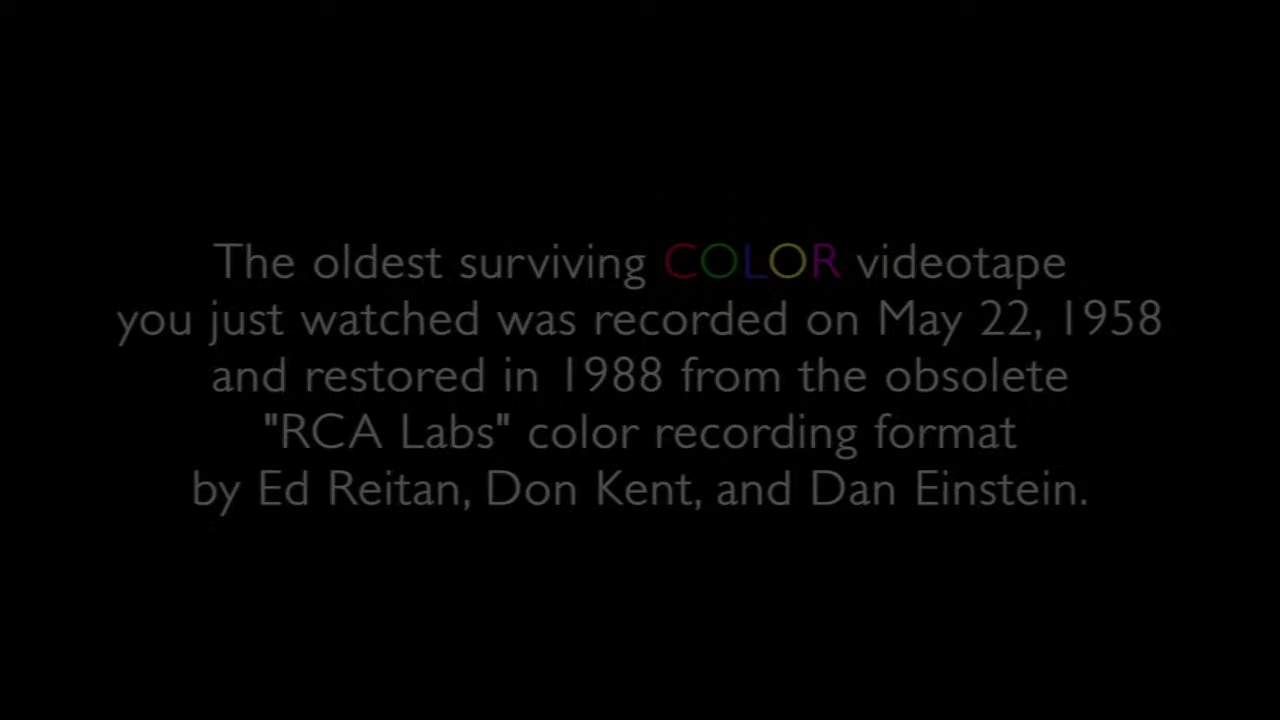 The oldest surviving COLOR videotape
you just watched was recorded on May 22, 1958
and restored in 1988 from the obsolete
"RCA Labs" color recording format
by Ed Reitan, Don Kent, and Dan Einstein.